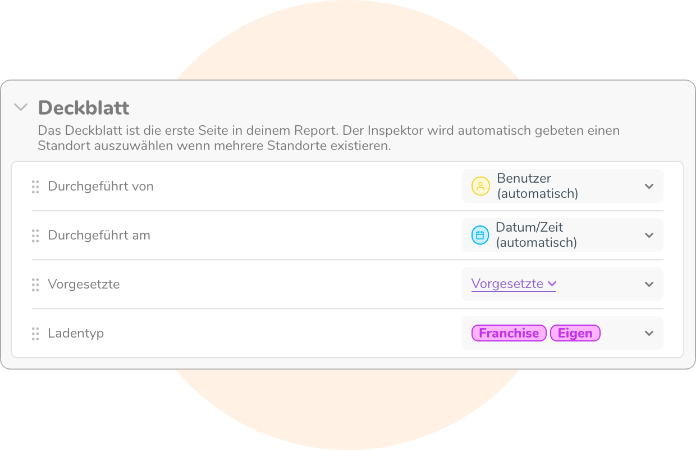 Deckblatt
Das Deckblatt ist die erste Seite in deinem Report. Der Inspektor wird automatisch gebeten einen
Standort auszuwählen wenn mehrere Standorte existieren.
Durchgeführt von
Benutzer
(automatisch)
Durchgeführt am
Datum/Zeit
(automatisch)
Vorgesetzte
Vorgesetzte
Ladentyp
Franchise Eigen